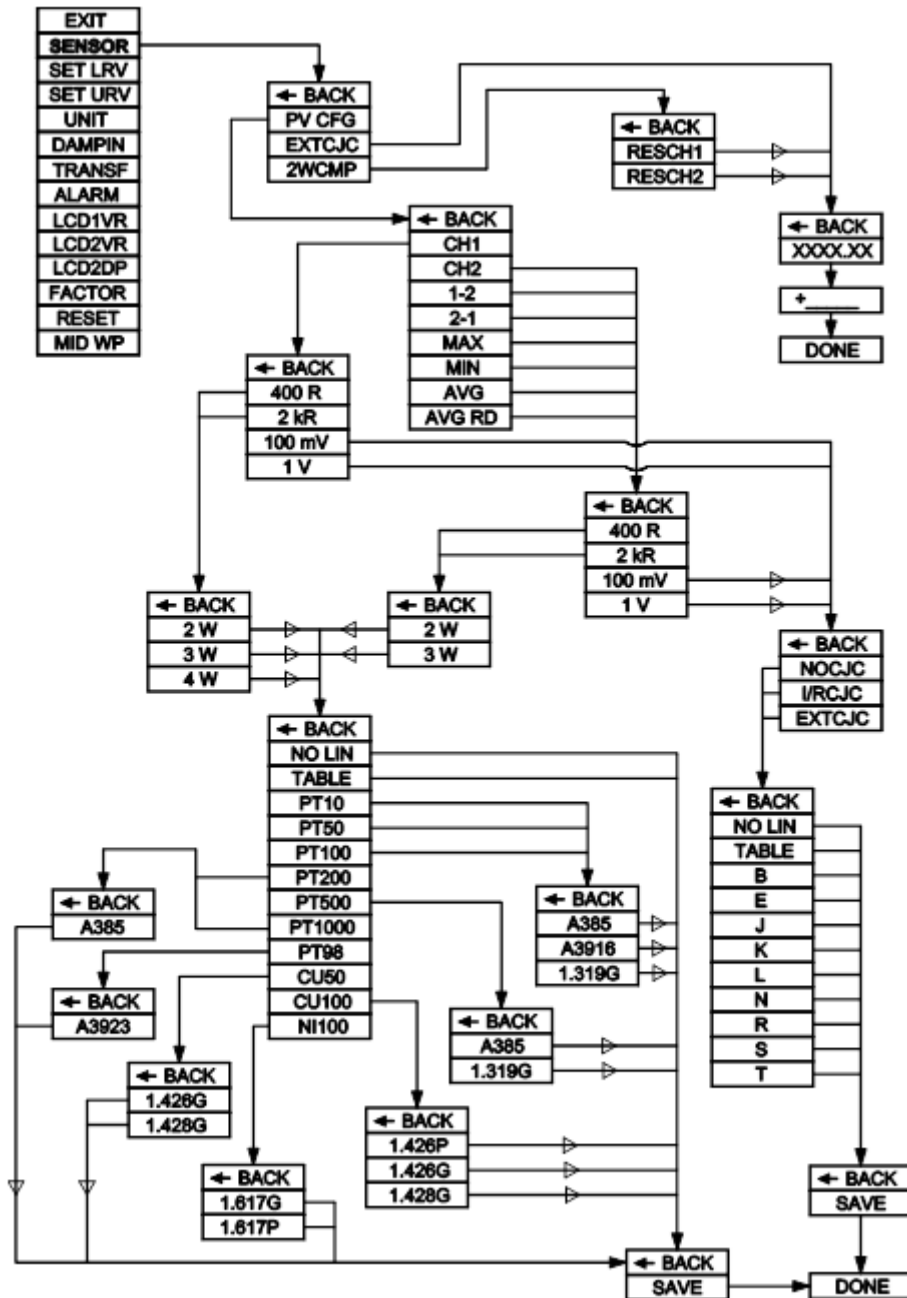 EXIT
SENSOR
SET LRV
SET URV
UNIT
DAMPIN
TRANSF
ALARM
LCD1VR
LCD2VR
LCD2DP
FACTOR
RESET
MID WP
← BACK
PV CFG
EXTCJC
2WCMP
← BACK
RESCH1
RESCH2
← BACK
XXXX.XX
+______
DONE
← BACK
CH1
CH2
1-2
2-1
MAX
MIN
AVG
AVG RD
← BACK
400 R
2 kR
100 mV
1 V
← BACK
400 R
2 kR
100 mV
1 V
← BACK
2 W
3 W
4 W
← BACK
2 W
3 W
← BACK
NOCJC
I/RCJC
EXTCJC
← BACK
NO LIN
TABLE
PT10
PT50
PT100
PT200
PT500
PT1000
PT98
CU50
CU100
NI100
← BACK
NO LIN
TABLE
B
E
J
K
L
N
R
S
T
← BACK
A385
← BACK
A3923
← BACK
1.426G
1.428G
← BACK
1.617G
1.617P
← BACK
A385
A3916
1.319G
← BACK
A385
1.319G
← BACK
1.426P
1.426G
1.428G
← BACK
SAVE
← BACK
SAVE
DONE